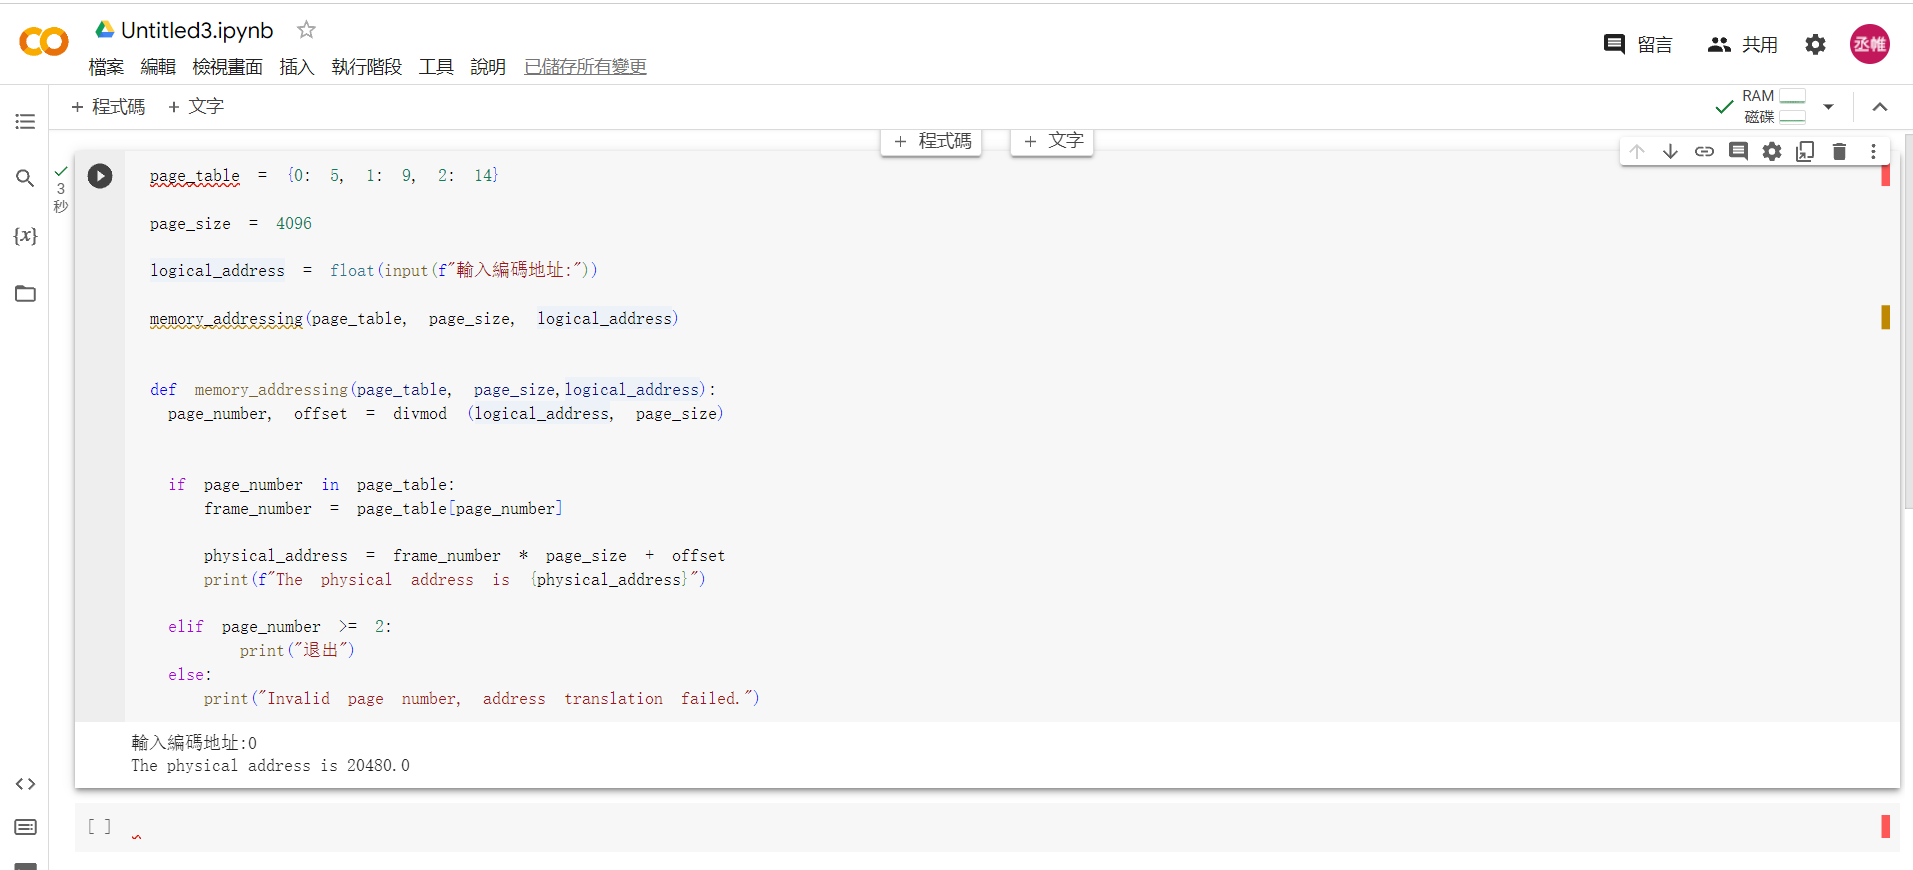 Untitled3.ipynb
檔案 編輯 檢視畫面 插入 執行階段 工具 說明 已儲存所有變更
留言 共用 丞帷
+ 程式碼 + 文字
RAM
磁碟
+ 程式碼 + 文字
3
秒
{x}
page_table = {0: 5, 1: 9, 2: 14}
page_size = 4096
logical_address = float(input(f"輸入編碼地址:"))
memory_addressing(page_table, page_size, logical_address)
def memory_addressing(page_table, page_size,logical_address):
page_number, offset = divmod (logical_address, page_size)
if page_number in page_table:
frame_number = page_table[page_number]
physical_address = frame_number * page_size + offset
print(f"The physical address is {physical_address}")
elif page_number >= 2:
print("退出")
else:
print("Invalid page number, address translation failed.")
輸入編碼地址:0
The physical address is 20480.0
[ ]